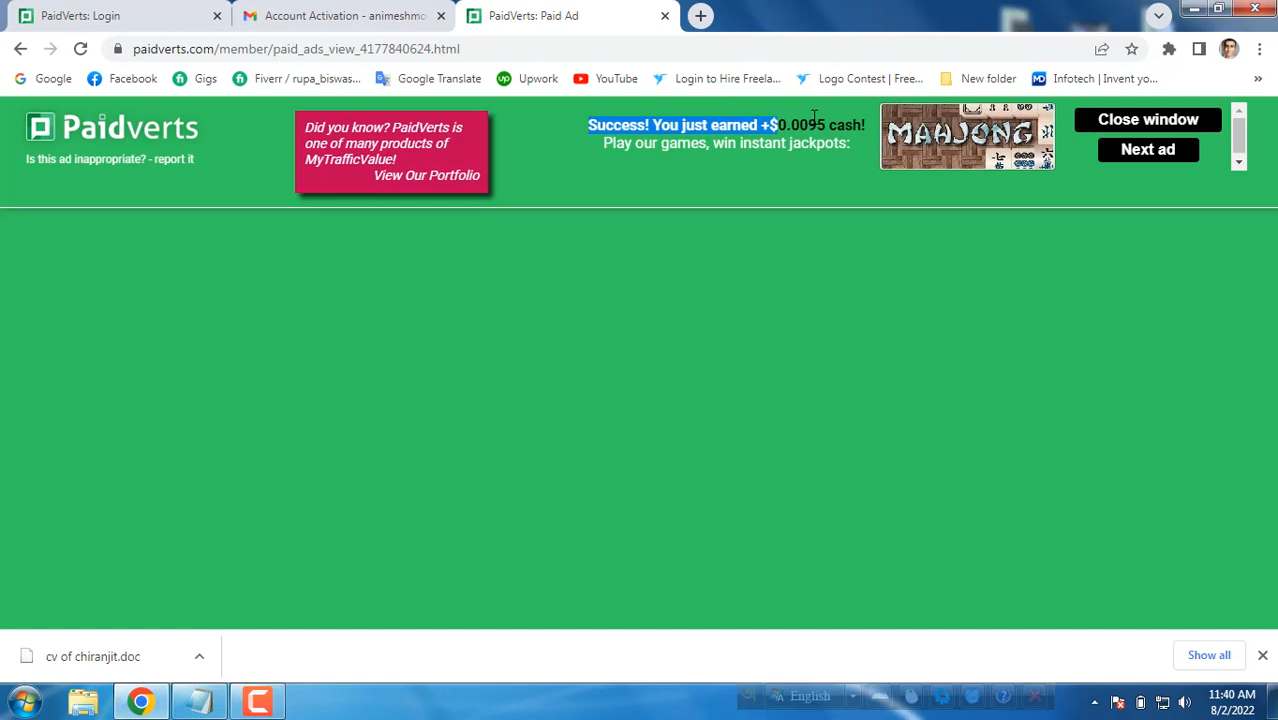 PaidVerts: Login
Account Activation - animeshmo
PaidVerts: Paid Ad
paidverts.com/member/paid_ads_view_4177840624.html
Google
Facebook
Gigs
Fiverr / rupa_biswas...
Google Translate
Upwork
YouTube
Login to Hire Freela...
Logo Contest | Free...
New folder
MD
Infotech | Invent yo...
Paidverts
Is this ad inappropriate? - report it
Did you know? PaidVerts is
one of many products of
MyTrafficValue!
View Our Portfolio
Success! You just earned +$0.0095 cash!
Play our games, win instant jackpots:
MAHJONG
Close window
Next ad
cv of chiranjit.doc
Show all
English
11:40 AM
8/2/2022